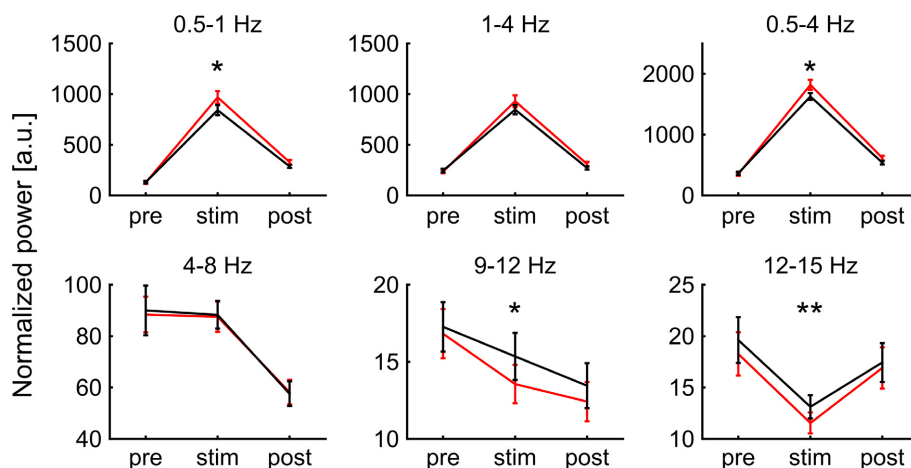 0.5-1 Hz
1-4 Hz
0.5-4 Hz
Normalized power [a.u.]
1500
1000
500
0
*
pre stim post
1500
1000
500
0
pre stim post
2000
1000
0
*
pre stim post
4-8 Hz
9-12 Hz
12-15 Hz
100
80
60
40
pre stim post
20
15
10
*
pre stim post
25
20
15
10
**
pre stim post